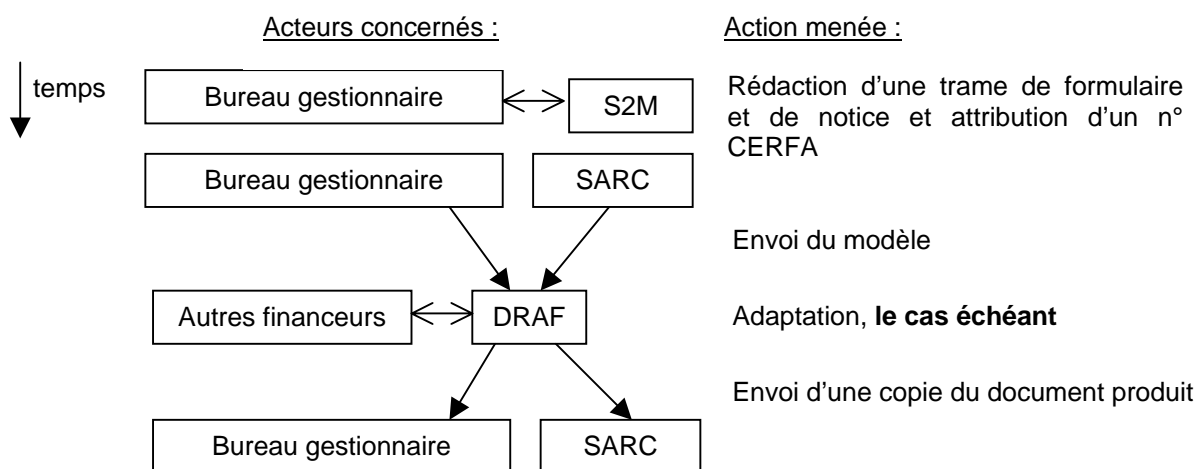 Acteurs concernés :
Action menée :
temps
Bureau gestionnaire
S2M
Rédaction d’une trame de formulaire
et de notice et attribution d’un n°
CERFA
Bureau gestionnaire
SARC
Envoi du modèle
Autres financeurs
DRAF
Adaptation, le cas échéant
Envoi d’une copie du document produit
Bureau gestionnaire
SARC